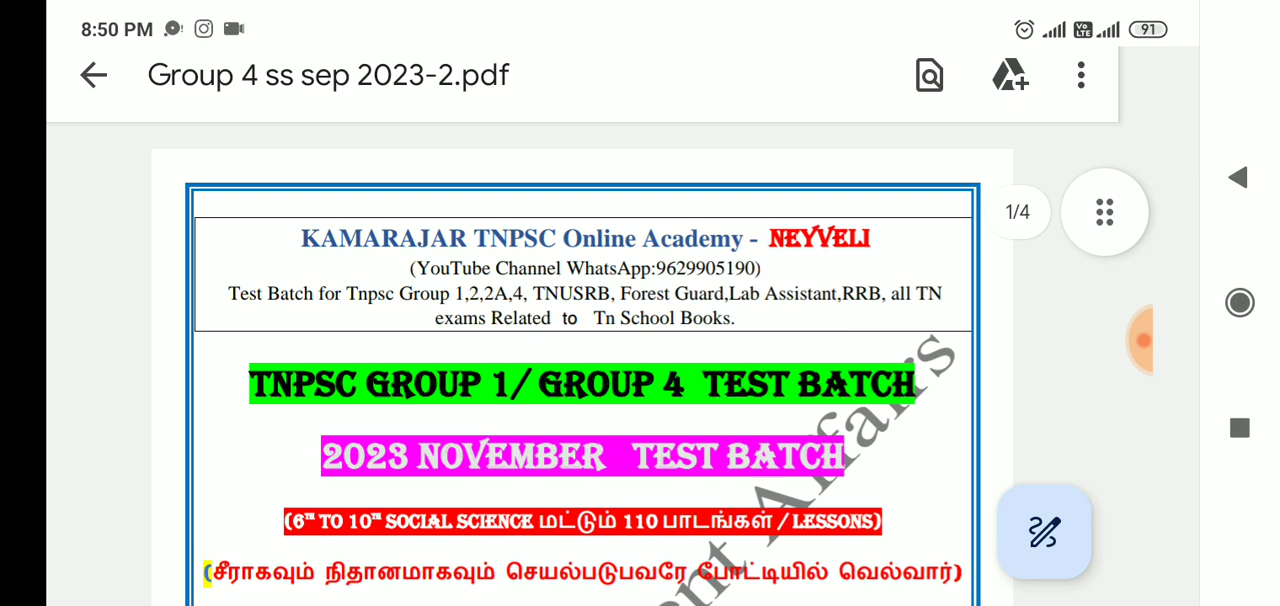 8:50 PM
91
Group 4 ss sep 2023-2.pdf
1/4
KAMARAJAR TNPSC Online Academy - NEYVELI
(YouTube Channel WhatsApp:9629905190)
Test Batch for Tnpsc Group 1,2,2A,4, TNUSRB, Forest Guard,Lab Assistant,RRB, all TN
exams Related to Tn School Books.
TNPSC GROUP 1/ GROUP 4 TEST BATCH
2023 NOVEMBER TEST BATCH
(6TH TO 10TH SOCIAL SCIENCE மட்டும் 110 பாடங்கள் / LESSONS)
(சீராகவும் நிதானமாகவும் செயல்படுபவரே போட்டியில் வெல்வார்)